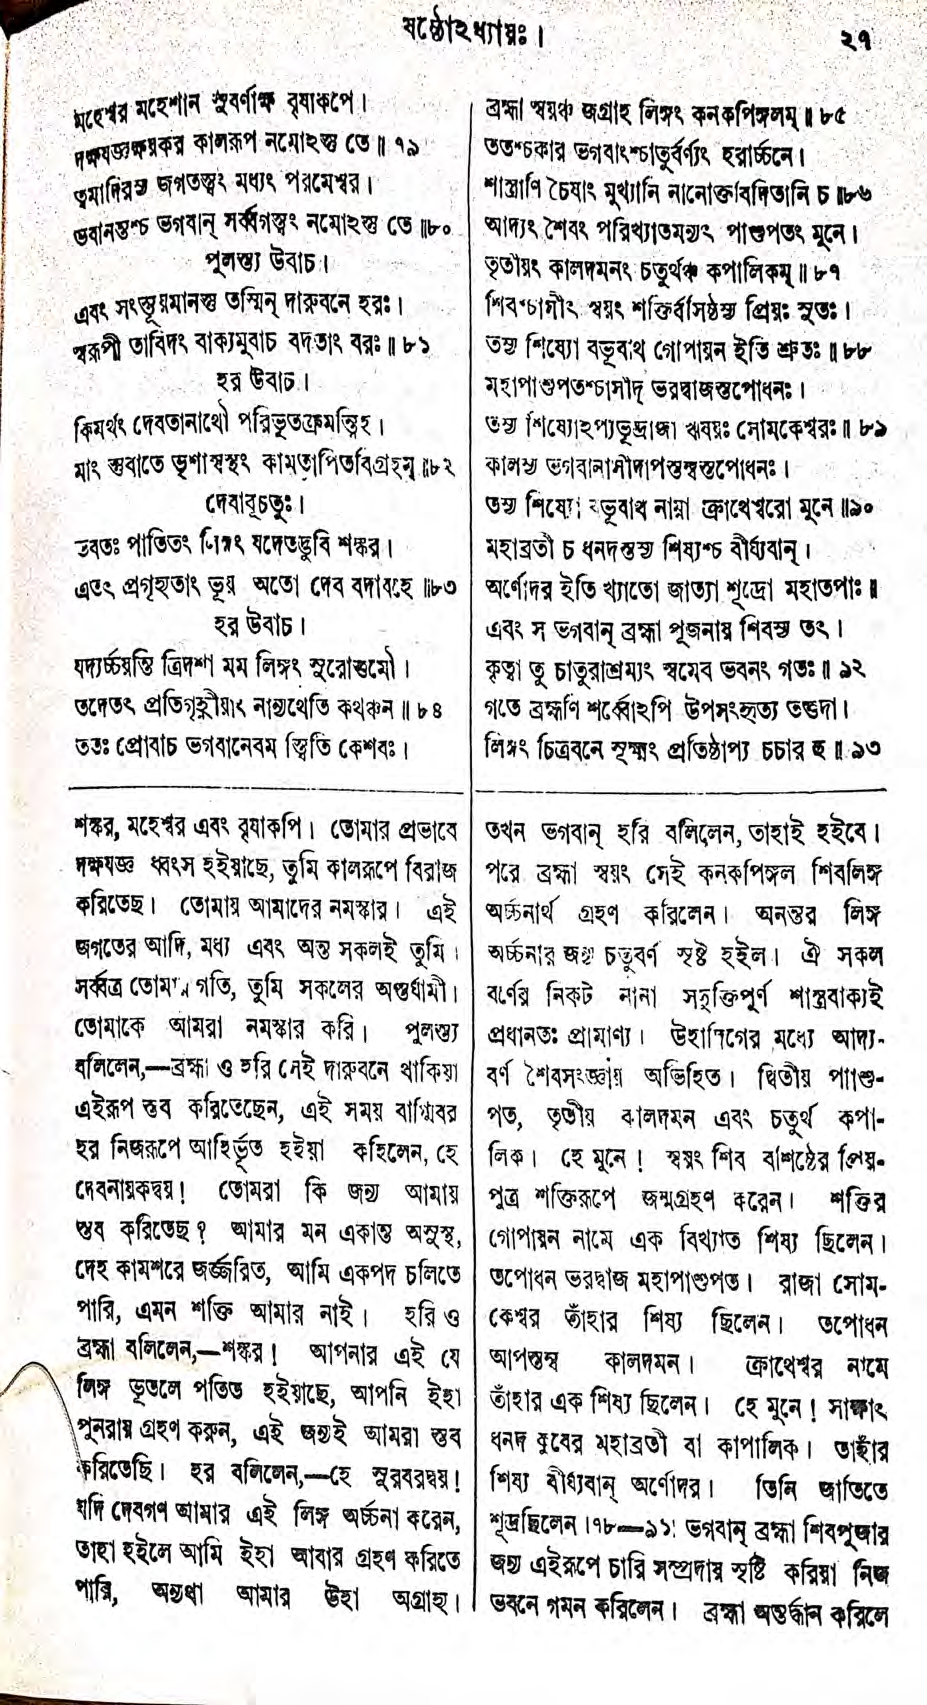 ষষ্ঠোঽধ্যায়ঃ।
২৭
মহেশ্বর মহেশান সুবর্ণাক্ষ বৃষাকপে।
দক্ষযজ্ঞক্ষয়কর কালরূপ নমোঽস্তু তে॥ ৭৯
ত্বমাদিরস্য জগতস্ত্বং মধ্যং পরমেশ্বর।
ভবানন্তশ্চ ভগবান্ সর্ব্বগস্ত্বং নমোঽস্তু তে॥৮০
পুলস্ত্য উবাচ।
এবং সংস্তূয়মানস্তু তস্মিন্ দারুবনে হরঃ।
স্বরূপী তাবিদং বাক্যমুবাচ বদতাং বরঃ॥ ৮১
হর উবাচ।
কিমর্থং দেবতানাথৌ পরিভূতক্রমন্ত্বিহ।
মাং স্তুবাতে ভৃশাস্বস্থং কামতাপিতবিগ্রহম্॥৮২
দেবাবূচতুঃ।
ভবতঃ পাতিতং লিঙ্গং যদেতদ্ভুবি শঙ্কর।
এতৎ প্রগৃহ্যতাং ভূয় অতো দেব বদাবহে॥৮৩
হর উবাচ।
যদ্যর্চ্চয়ন্তি ত্রিদশা মম লিঙ্গং সুরোত্তমৌ।
তদেতৎ প্রতিগৃহ্ণীয়াং নান্যথেতি কথঞ্চন॥ ৮৪
ততঃ প্রোবাচ ভগবানেবমস্ত্বিতি কেশবঃ।
ব্রহ্মা স্বয়ঞ্চ জগ্রাহ লিঙ্গং কনকপিঙ্গলম্॥ ৮৫
ততশ্চকার ভগবাংশ্চাতুর্বর্ণ্যং হরার্চ্চনে।
শাস্ত্রাণি চৈষাং মুখ্যানি নানোক্তাবদিতানি চ॥৮৬
আদ্যং শৈবং পরিখ্যাতমন্যৎ পাশুপতং মুনে।
তৃতীয়ং কালদমনং চতুর্থঞ্চ কপালিকম্॥ ৮৭
শিবশ্চাসীৎ স্বয়ং শক্তির্বসিষ্ঠস্য প্রিয়ঃ সুতঃ।
তস্য শিষ্যো বভূবাথ গোপায়ন ইতি শ্রুতঃ॥ ৮৮
মহাপাশুপতশ্চাসীদ্ ভরদ্বাজস্তপোধনঃ।
তস্য শিষ্যোঽপ্যভূদ্রাজা ঋষয়ঃ সোমকেশ্বরঃ॥ ৮৯
কালস্য ভগবানাসীদাপস্তম্বস্তপোধনঃ।
তস্য শিষ্যো বভূবাথ নাম্না ক্রাথেশ্বরো মুনে॥৯০
মহাব্রতী চ ধনদস্তস্য শিষ্যশ্চ বীর্য্যবান্।
অর্ণোদর ইতি খ্যাতো জাত্যা শূদ্রো মহাতপাঃ॥
এবং স ভগবান্ ব্রহ্মা পূজনায় শিবস্য তৎ।
কৃত্বা তু চাতুরাশ্রম্যং স্বমেব ভবনং গতঃ॥ ৯২
গতে ব্রহ্মণি শর্ব্বোঽপি উপসংহৃত্য তত্তদা।
লিঙ্গং চিত্রবনে সূক্ষ্মং প্রতিষ্ঠাপ্য চচার হ॥ ৯৩
শঙ্কর, মহেশ্বর এবং বৃষাকপি। তোমার প্রভাবে
দক্ষযজ্ঞ ধ্বংস হইয়াছে, তুমি কালরূপে বিরাজ
করিতেছ। তোমায় আমাদের নমস্কার। এই
জগতের আদি, মধ্য এবং অন্ত সকলই তুমি।
সর্ব্বত্র তোমার গতি, তুমি সকলের অন্তর্যামী।
তোমাকে আমরা নমস্কার করি। পুলস্ত্য
বলিলেন,—ব্রহ্মা ও হরি সেই দারুবনে থাকিয়া
এইরূপ স্তব করিতেছেন, এই সময় বাগ্মিবর
হর নিজরূপে আবির্ভূত হইয়া কহিলেন, হে
দেবনায়কদ্বয়! তোমরা কি জন্য আমায়
স্তব করিতেছ? আমার মন একান্ত অসুস্থ,
দেহ কামশরে জর্জ্জরিত, আমি একপদ চলিতে
পারি, এমন শক্তি আমার নাই। হরি ও
ব্রহ্মা বলিলেন,—শঙ্কর! আপনার এই যে
লিঙ্গ ভূতলে পতিত হইয়াছে, আপনি ইহা
পুনরায় গ্রহণ করুন, এই জন্যই আমরা স্তব
করিতেছি। হর বলিলেন,—হে সুরবরদ্বয়!
যদি দেবগণ আমার এই লিঙ্গ অর্চ্চনা করেন,
তাহা হইলে আমি ইহা আবার গ্রহণ করিতে
পারি, অন্যথা আমার উহা অগ্রাহ্য।
তখন ভগবান্ হরি বলিলেন, তাহাই হইবে।
পরে ব্রহ্মা স্বয়ং সেই কনকপিঙ্গল শিবলিঙ্গ
অর্চ্চনার্থ গ্রহণ করিলেন। অনন্তর লিঙ্গ
অর্চ্চনার জন্য চতুবর্ণ সৃষ্ট হইল। ঐ সকল
বর্ণের নিকট নানা সদুক্তিপূর্ণ শাস্ত্রবাক্যই
প্রধানতঃ প্রামাণ্য। উহাদিগের মধ্যে আদ্য-
বর্ণ শৈবসংজ্ঞায় অভিহিত। দ্বিতীয় পাশু-
পত, তৃতীয় কালদমন এবং চতুর্থ কপা-
লিক। হে মুনে! স্বয়ং শিব বশিষ্ঠের প্রিয়-
পুত্র শক্তিরূপে জন্মগ্রহণ করেন। শক্তির
গোপায়ন নামে এক বিখ্যাত শিষ্য ছিলেন।
তপোধন ভরদ্বাজ মহাপাশুপত। রাজা সোম-
কেশ্বর তাঁহার শিষ্য ছিলেন। তপোধন
আপস্তম্ব কালদমন। ক্রাথেশ্বর নামে
তাঁহার এক শিষ্য ছিলেন। হে মুনে! সাক্ষাৎ
ধনদ কুবের মহাব্রতী বা কাপালিক। তাহাঁর
শিষ্য বীর্য্যবান্ অর্ণোদর। তিনি জাতিতে
শূদ্র ছিলেন।৭৮—৯১। ভগবান্ ব্রহ্মা শিবপূজার
জন্য এইরূপে চারি সম্প্রদায় সৃষ্টি করিয়া নিজ
ভবনে গমন করিলেন। ব্রহ্মা অন্তর্দ্ধান করিলে